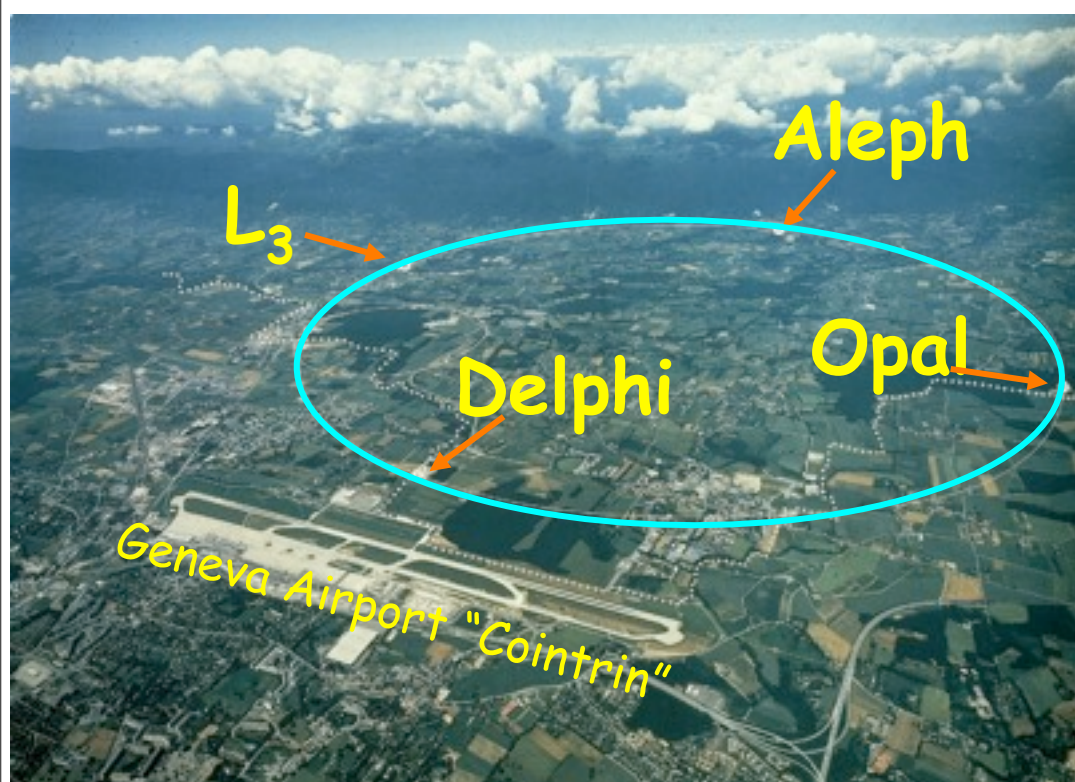 Aleph
L3
Opal
Delphi
Geneva Airport “Cointrin”